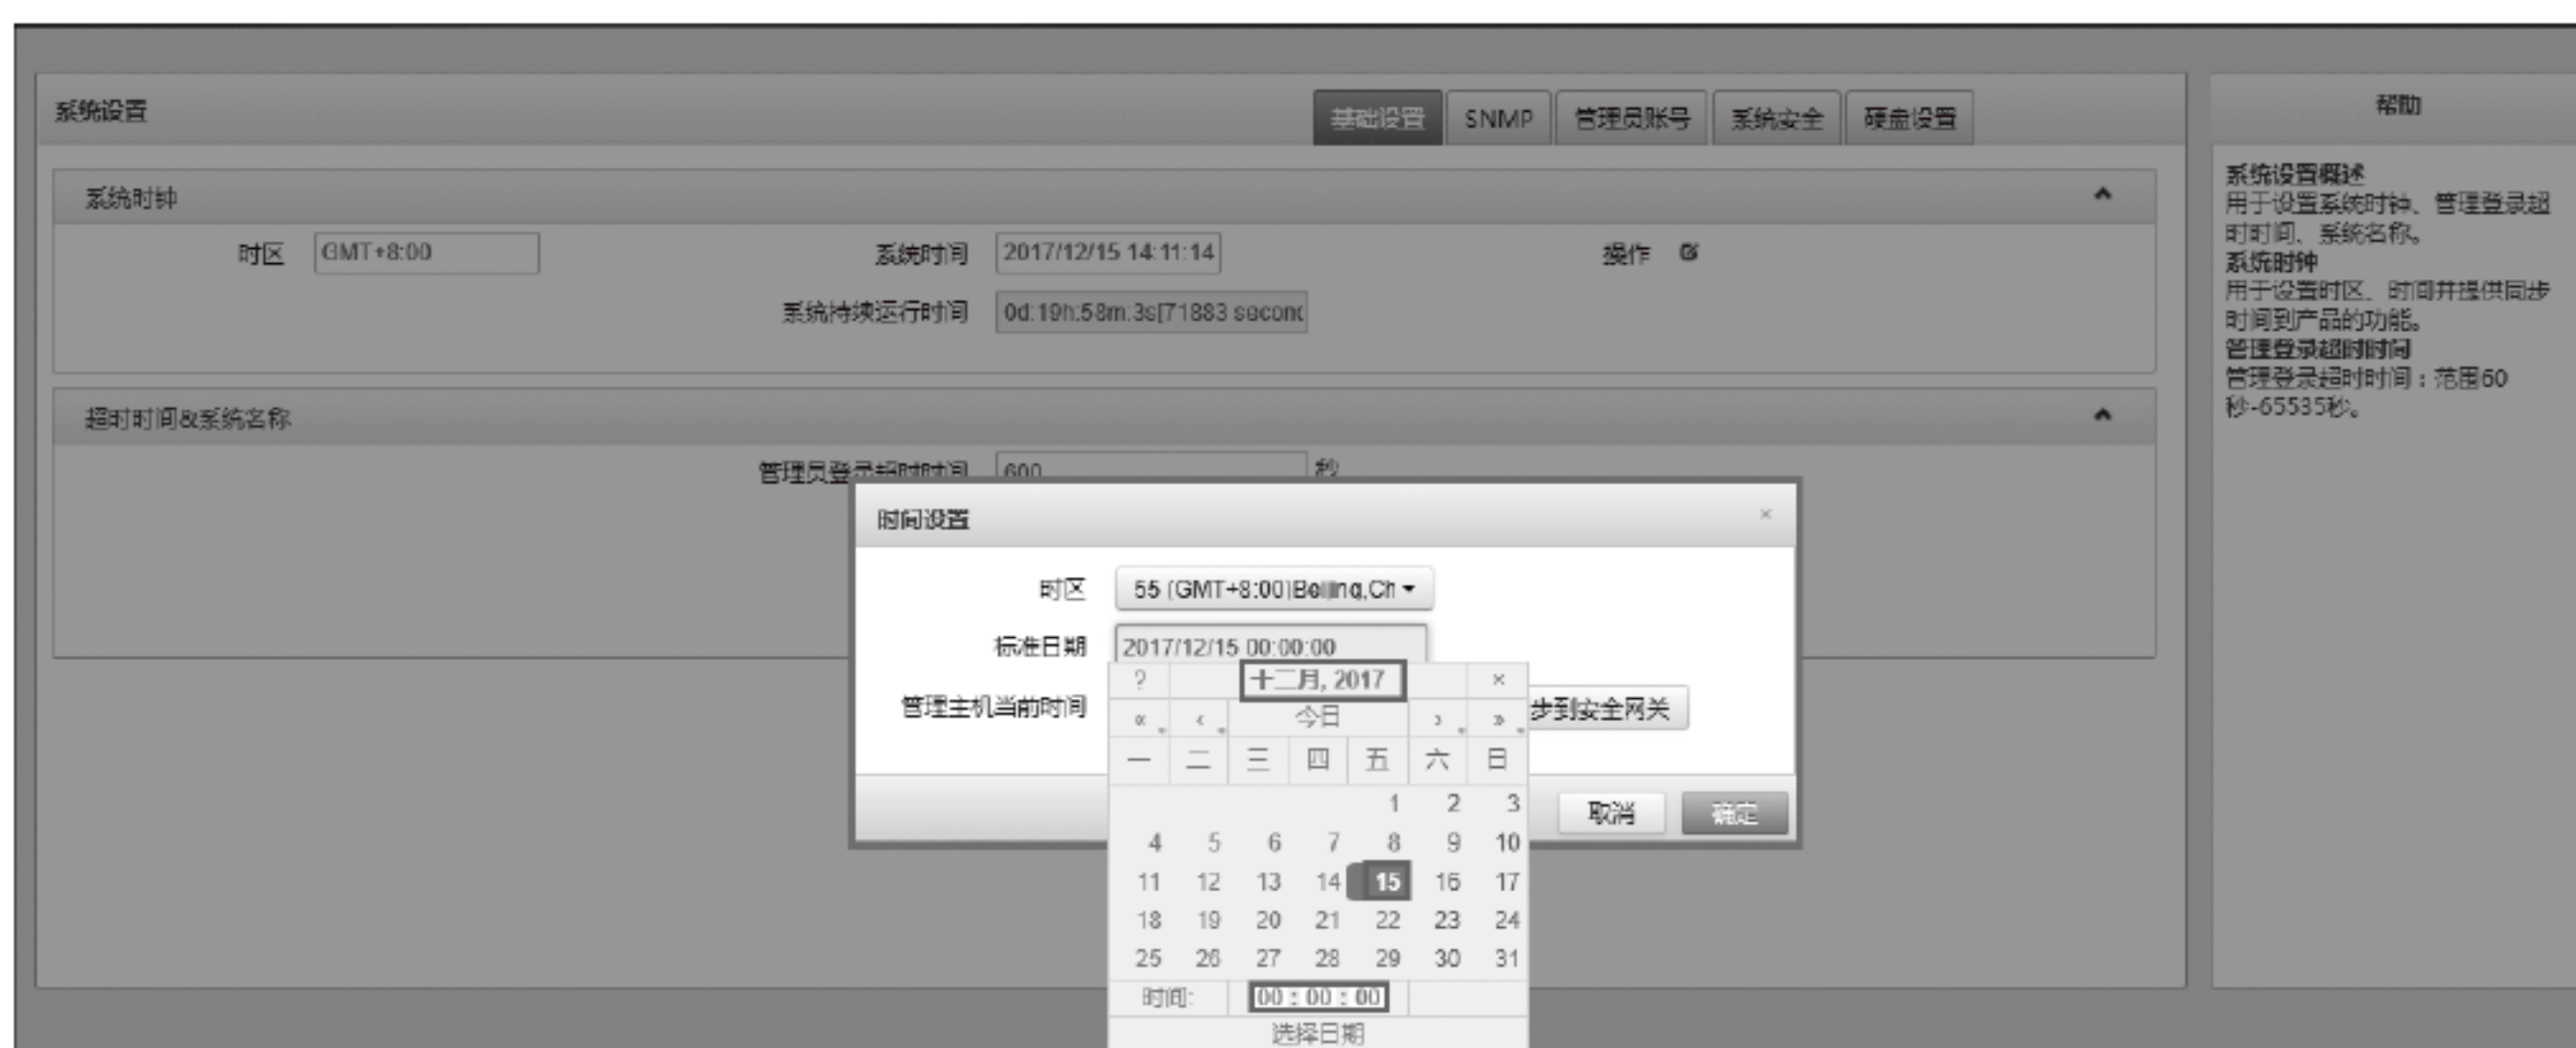 系统设置
基础设置 SNMP 管理员账号 系统安全 硬盘设置
系统时钟
时区 GMT+8:00 系统时间 2017/12/15 14:11:14 操作
系统持续运行时间 0d:19h:58m:3s[71883 second
超时时间&系统名称
管理员登录超时时间 600 秒
时间设置 ×
时区 55 (GMT+8:00)Beijing,Ch
标准日期 2017/12/15 00:00:00
管理主机当前时间 步到安全网关
? 十二月, 2017 ×
« ‹ 今日 › »
一 二 三 四 五 六 日
1 2 3
4 5 6 7 8 9 10
11 12 13 14 15 16 17
18 19 20 21 22 23 24
25 26 27 28 29 30 31
时间: 00 : 00 : 00
选择日期
取消 确定
帮助
系统设置概述
用于设置系统时钟、管理登录超
时时间、系统名称。
系统时钟
用于设置时区、时间并提供同步
时间到产品的功能。
管理登录超时时间
管理登录超时时间:范围60
秒-65535秒。